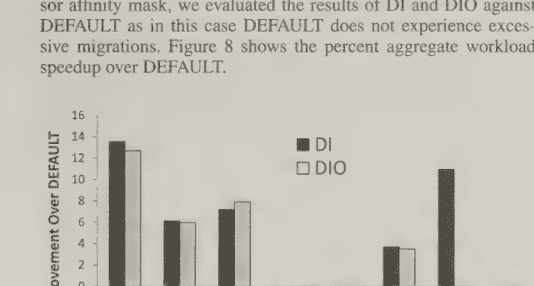 sor affinity mask, we evaluated the results of DI and DIO against
DEFAULT as in this case DEFAULT does not experience exces-
sive migrations. Figure 8 shows the percent aggregate workload
speedup over DEFAULT.
16
14
12
10
8
6
4
2
0
Over DEFAULT
DI
DIO